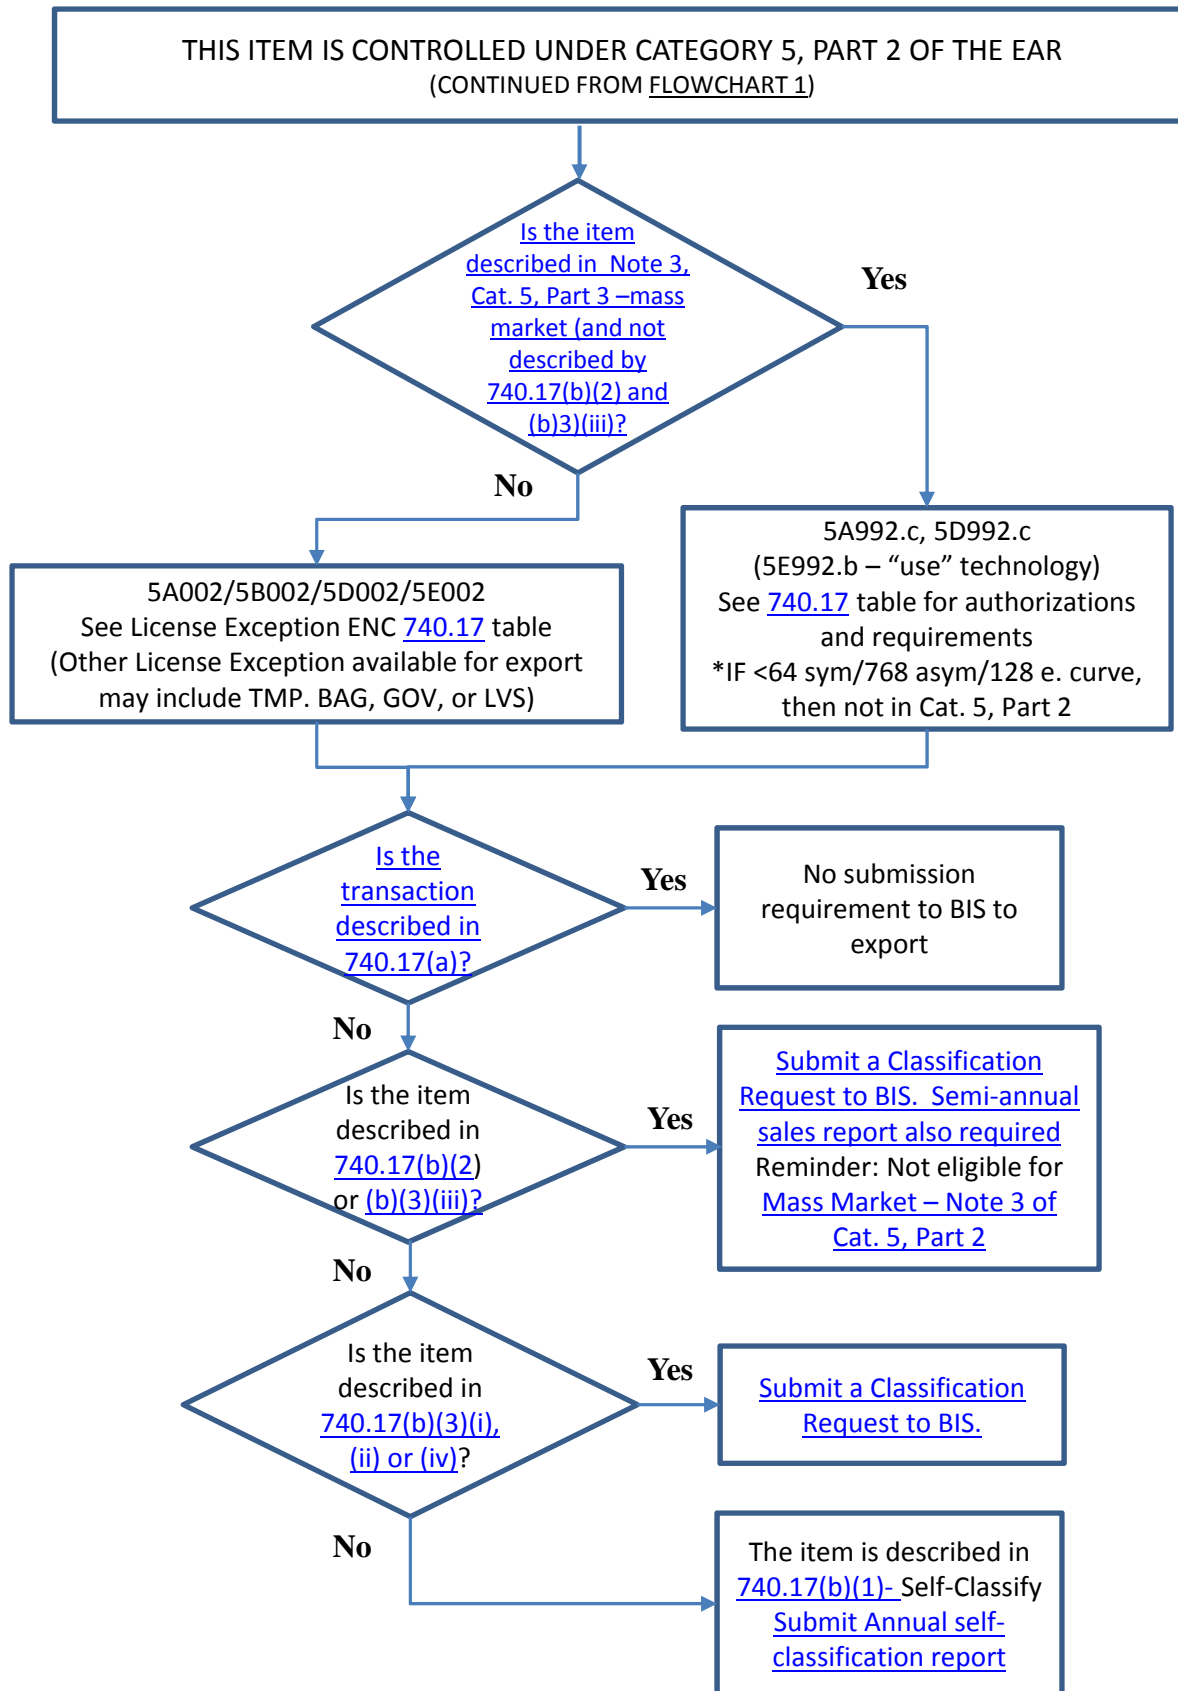 THIS ITEM IS CONTROLLED UNDER CATEGORY 5, PART 2 OF THE EAR
(CONTINUED FROM FLOWCHART 1)
Is the item
described in  Note 3,
Cat. 5, Part 3 –mass
market (and not
described by
740.17(b)(2) and
(b)3)(iii)?
Yes
No
5A992.c, 5D992.c
(5E992.b – “use” technology)
See 740.17 table for authorizations
and requirements
*IF <64 sym/768 asym/128 e. curve,
then not in Cat. 5, Part 2
5A002/5B002/5D002/5E002
See License Exception ENC 740.17 table
(Other License Exception available for export
may include TMP. BAG, GOV, or LVS)
Is the
transaction
described in
740.17(a)?
Yes
No submission
requirement to BIS to
export
No
Is the item
described in
740.17(b)(2)
or (b)(3)(iii)?
Yes
Submit a Classification
Request to BIS.  Semi-annual
sales report also required
Reminder: Not eligible for
Mass Market – Note 3 of
Cat. 5, Part 2
No
Is the item
described in
740.17(b)(3)(i),
(ii) or (iv)?
Yes
Submit a Classification
Request to BIS.
No
The item is described in
740.17(b)(1)- Self-Classify
Submit Annual self-
classification report